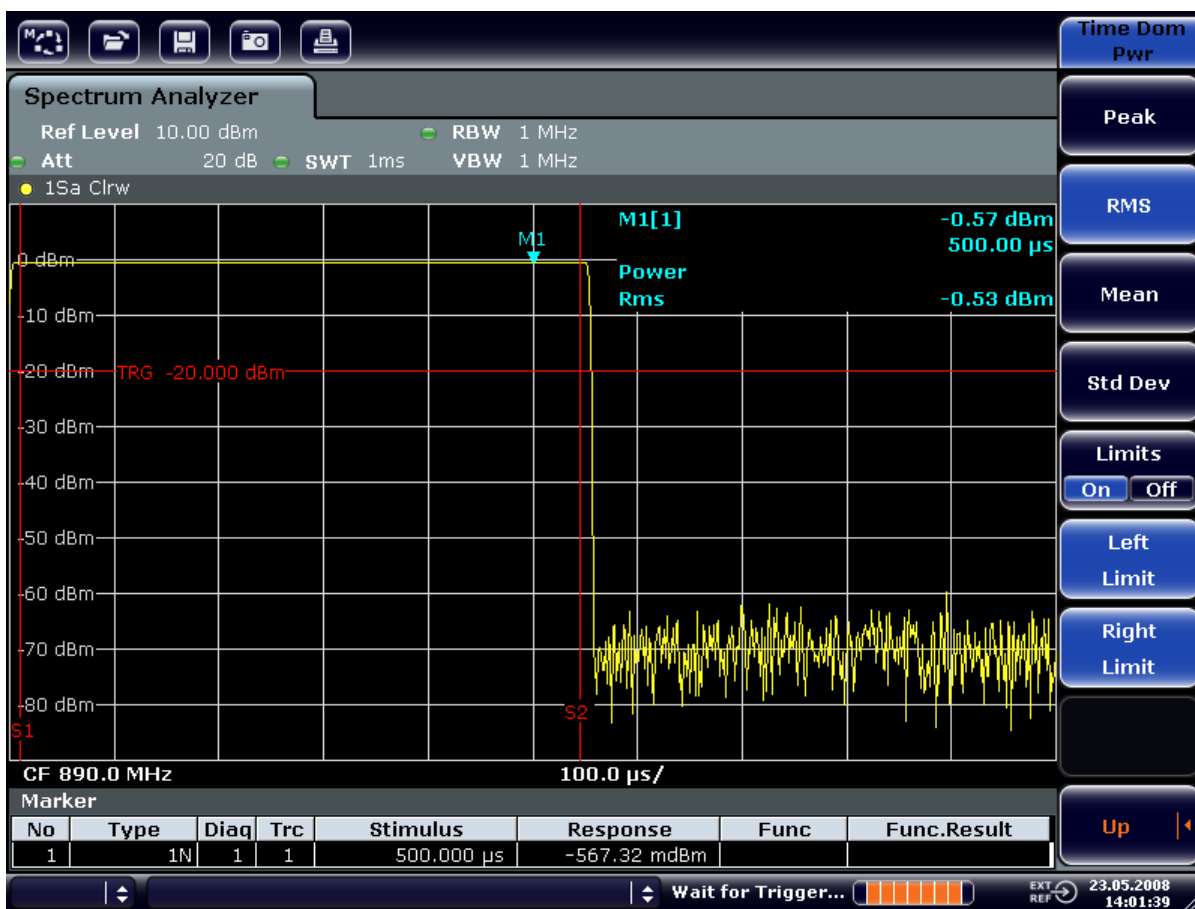 M
Time Dom
Pwr
Spectrum Analyzer
Ref Level 10.00 dBm RBW 1 MHz
Att 20 dB SWT 1ms VBW 1 MHz
1Sa Clrw
M1[1] -0.57 dBm
500.00 µs
M1
Power
Rms -0.53 dBm
0 dBm
-10 dBm
-20 dBm
TRG -20.000 dBm
-30 dBm
-40 dBm
-50 dBm
-60 dBm
-70 dBm
-80 dBm
S1
S2
CF 890.0 MHz 100.0 µs/
Marker
No Type Diaq Trc Stimulus Response Func Func.Result
1 1N 1 1 500.000 µs -567.32 mdBm
Wait for Trigger...
EXT
REF
23.05.2008
14:01:39
Peak
RMS
Mean
Std Dev
Limits
On Off
Left
Limit
Right
Limit
Up